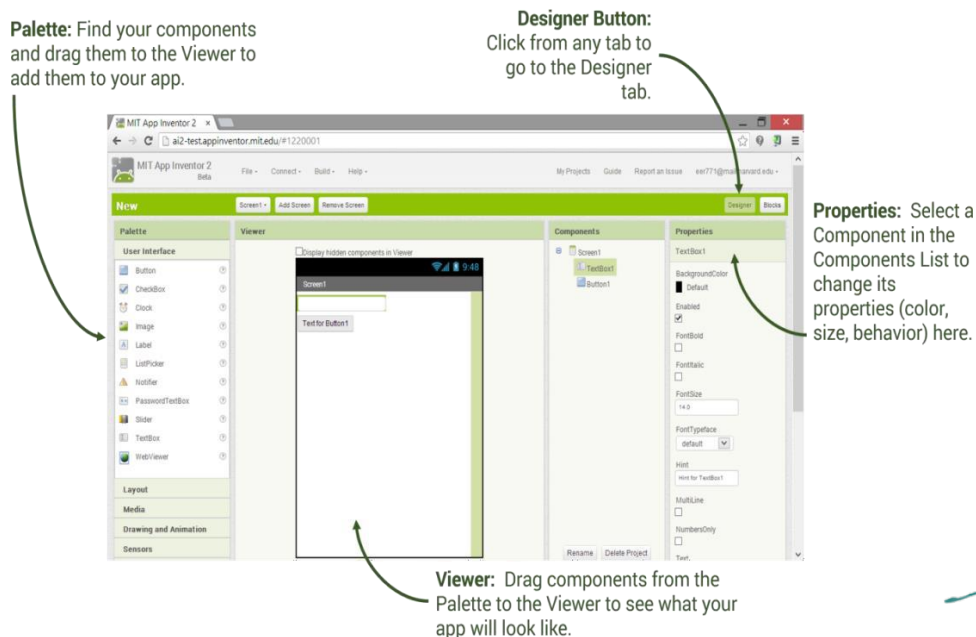 Palette: Find your components
and drag them to the Viewer to
add them to your app.
Designer Button:
Click from any tab to
go to the Designer
tab.
MIT App Inventor 2
ai2-test.appinventor.mit.edu/#1220001
MIT App Inventor 2
Beta
File Connect Build Help
My Projects Guide Report an Issue
New
Screen1 Add Screen Remove Screen
Designer Blocks
Palette
User Interface
Button
CheckBox
Clock
Image
Label
ListPicker
Notifier
PasswordTextBox
Slider
TextBox
WebViewer
Layout
Media
Drawing and Animation
Sensors
Viewer
Display hidden components in Viewer
9:48
Screen1
Text for Button1
Components
Screen1
TextBox1
Button1
Rename Delete Project
Properties
TextBox1
BackgroundColor
Default
Enabled
FontBold
FontItalic
FontSize
14.0
FontTypeface
default
Hint
Hint for TextBox1
MultiLine
NumbersOnly
Text
Properties: Select a
Component in the
Components List to
change its
properties (color,
size, behavior) here.
Viewer: Drag components from the
Palette to the Viewer to see what your
app will look like.